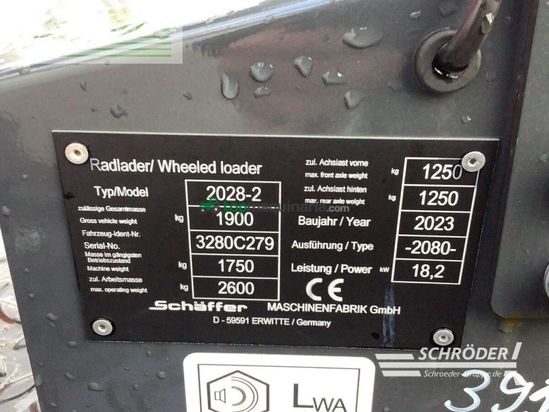 Radlader/ Wheeled loader
Typ/Model 2028-2
zulässige Gesamtmasse
Gross vehicle weight kg 1900
Fahrzeug-Ident-Nr.
Serial-No. 3280C279
Masse im gängigsten
Betriebszustand
Machine weight kg 1750
zul. Arbeitsmasse
max. operating weight kg 2600
zul. Achslast vorne
max. front axle weight kg 1250
zul. Achslast hinten
max. rear axle weight kg 1250
Baujahr / Year 2023
Ausführung / Type -2080-
Leistung / Power kW 18,2
CE
Schäffer MASCHINENFABRIK GmbH
D - 59591 ERWITTE / Germany
LWA
SCHRÖDER
Schroeder-Gruppe.de